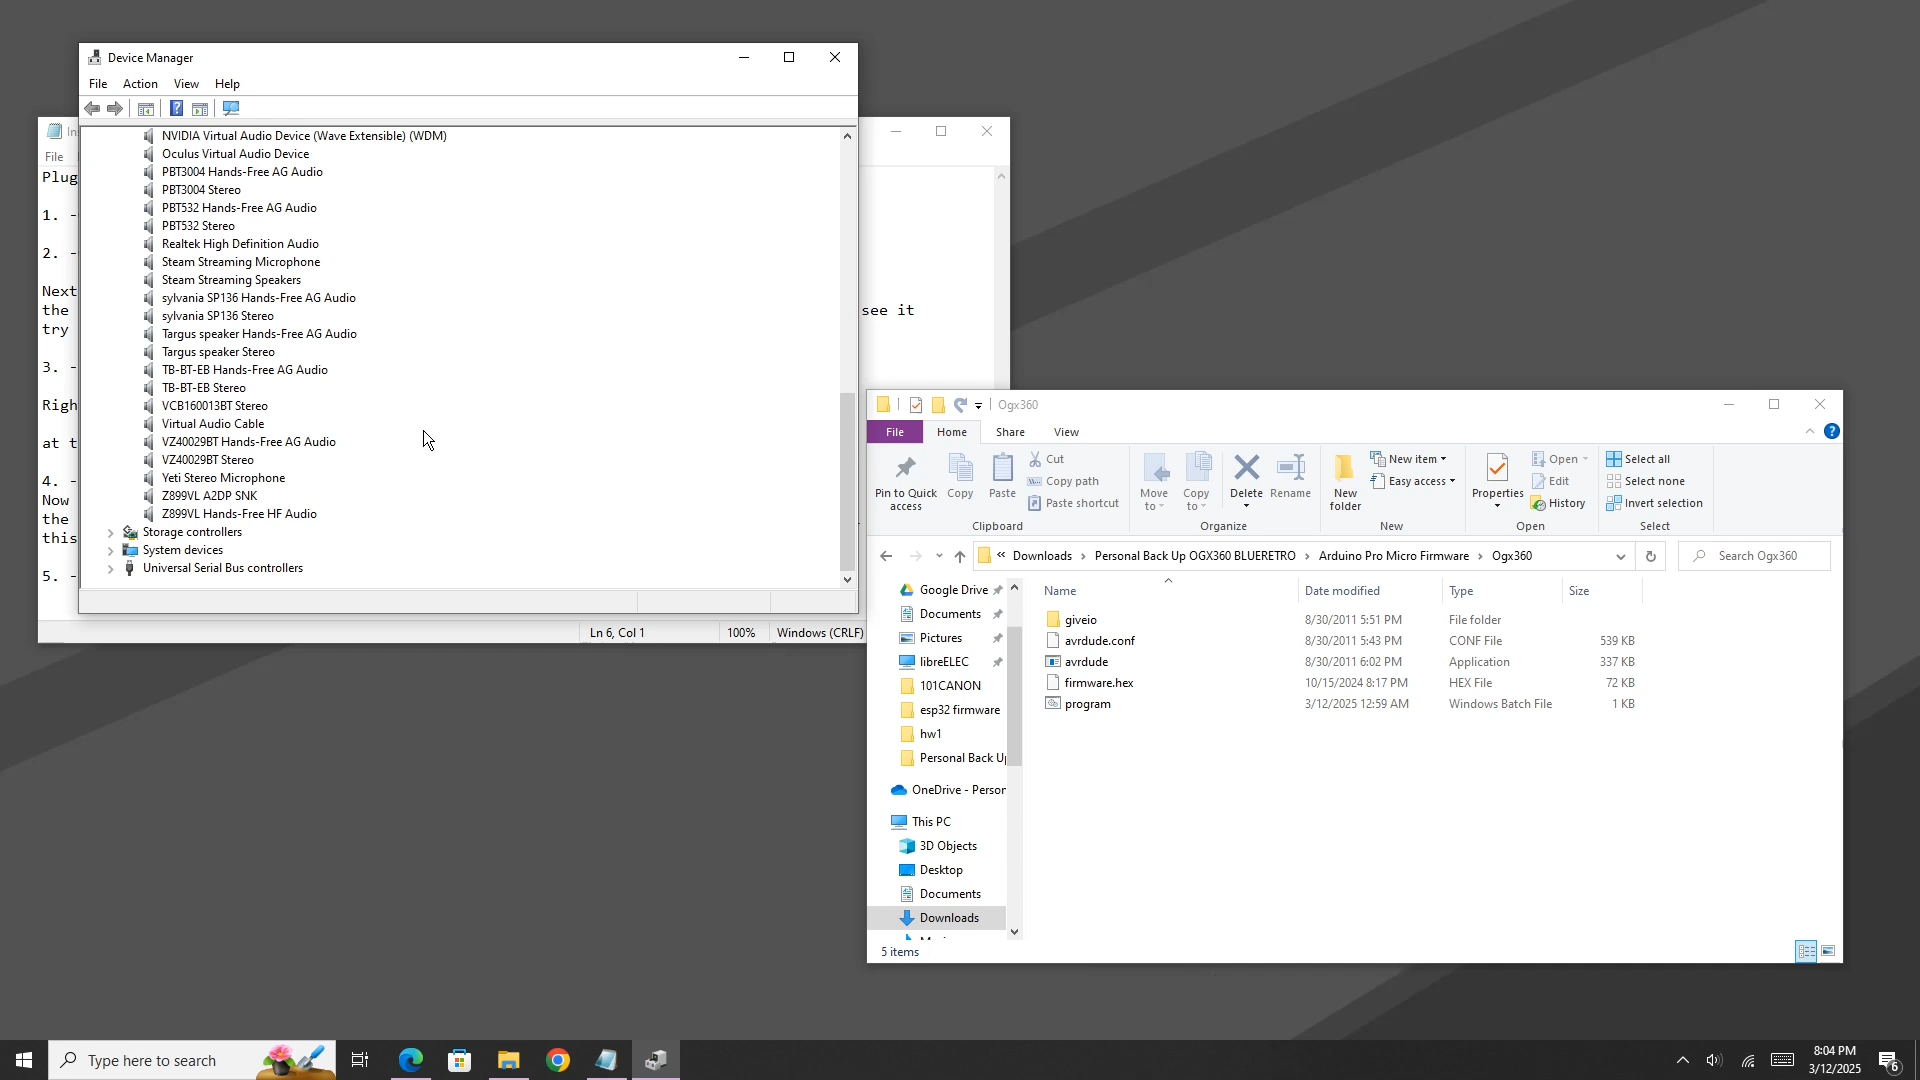 Device Manager
File Action View Help
NVIDIA Virtual Audio Device (Wave Extensible) (WDM)
Oculus Virtual Audio Device
PBT3004 Hands-Free AG Audio
PBT3004 Stereo
PBT532 Hands-Free AG Audio
PBT532 Stereo
Realtek High Definition Audio
Steam Streaming Microphone
Steam Streaming Speakers
sylvania SP136 Hands-Free AG Audio
sylvania SP136 Stereo
Targus speaker Hands-Free AG Audio
Targus speaker Stereo
TB-BT-EB Hands-Free AG Audio
TB-BT-EB Stereo
VCB160013BT Stereo
Virtual Audio Cable
VZ40029BT Hands-Free AG Audio
VZ40029BT Stereo
Yeti Stereo Microphone
Z899VL A2DP SNK
Z899VL Hands-Free HF Audio
Storage controllers
System devices
Universal Serial Bus controllers
File
Plug
1. -
2. -
Next
the see it
try
3. -
Righ
at t
4. -
Now
the
this
5. -
Ln 6, Col 1 100% Windows (CRLF)
Ogx360
File Home Share View
Pin to Quick access
Copy
Paste
Cut
Copy path
Paste shortcut
Clipboard
Move to
Copy to
Delete
Rename
Organize
New folder
New item
Easy access
New
Properties
Open
Edit
History
Open
Select all
Select none
Invert selection
Select
« Downloads > Personal Back Up OGX360 BLUERETRO > Arduino Pro Micro Firmware > Ogx360
Search Ogx360
Google Drive
Documents
Pictures
libreELEC
101CANON
esp32 firmware
hw1
Personal Back Up
OneDrive - Person
This PC
3D Objects
Desktop
Documents
Downloads
Name Date modified Type Size
giveio 8/30/2011 5:51 PM File folder
avrdude.conf 8/30/2011 5:43 PM CONF File 539 KB
avrdude 8/30/2011 6:02 PM Application 337 KB
firmware.hex 10/15/2024 8:17 PM HEX File 72 KB
program 3/12/2025 12:59 AM Windows Batch File 1 KB
5 items
Type here to search
8:04 PM
3/12/2025
6